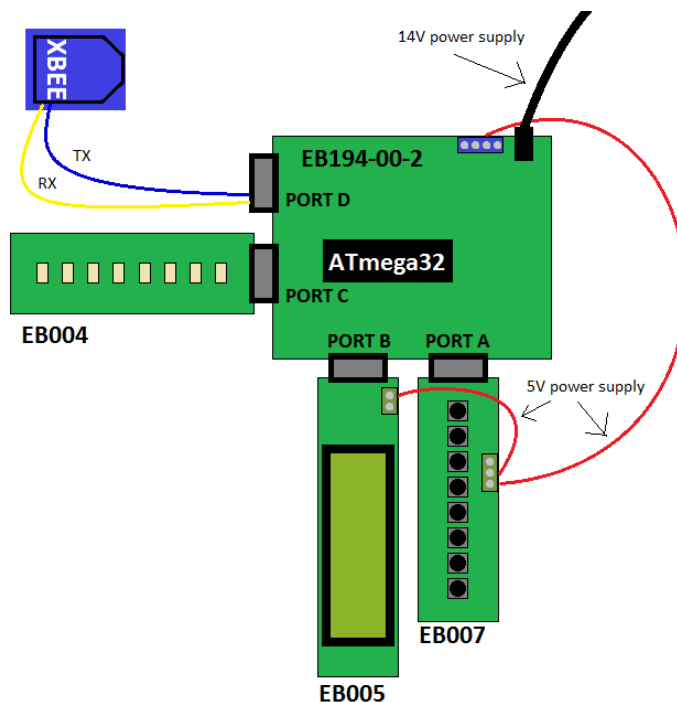 14V power supply
XBEE
EB194-00-2
TX
RX
PORT D
ATmega32
PORT C
EB004
PORT B
PORT A
5V power supply
EB007
EB005